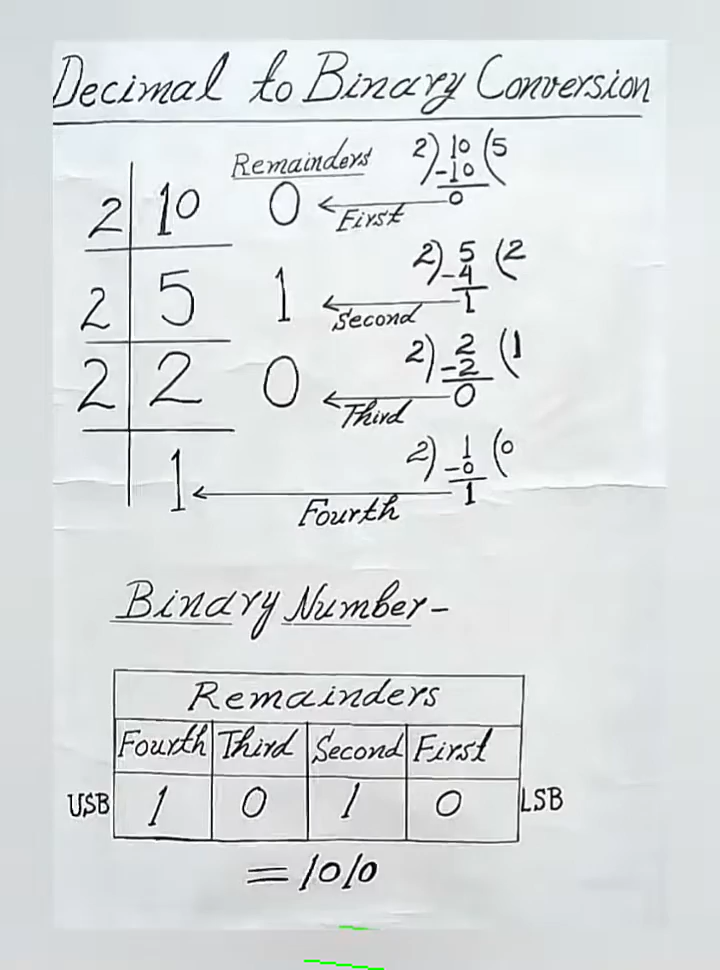 Decimal to Binary Conversion
Remainders
2) 10 (5
-10
0
2 10 0 First
2) 5 (2
-4
1
2 5 1 Second
2) 2 (1
-2
0
2 2 0 Third
2) 1 (0
-0
1
1 Fourth
Binary Number-
Remainders
Fourth Third Second First
USB 1 0 1 0 LSB
= 1010